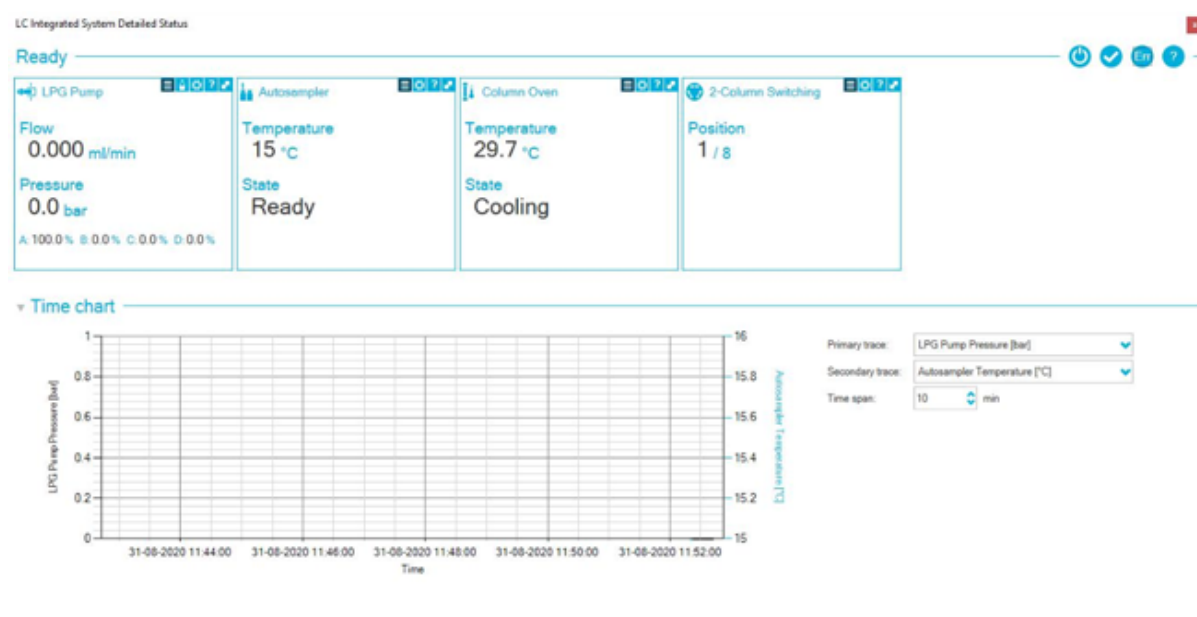 LC Integrated System Detailed Status
Ready
Err ?
LPG Pump
Flow
0.000 ml/min
Pressure
0.0 bar
A: 100.0 % B: 0.0 % C: 0.0 % D: 0.0 %
Autosampler
Temperature
15 °C
State
Ready
Column Oven
Temperature
29.7 °C
State
Cooling
2-Column Switching
Position
1 / 8
Time chart
LPG Pump Pressure [bar]
1
0.8
0.6
0.4
0.2
0
16
15.8
15.6
15.4
15.2
15
Autosampler Temperature [°C]
31-08-2020 11:44:00 31-08-2020 11:46:00 31-08-2020 11:48:00 31-08-2020 11:50:00 31-08-2020 11:52:00
Time
Primary trace: LPG Pump Pressure [bar]
Secondary trace: Autosampler Temperature [°C]
Time span: 10 min